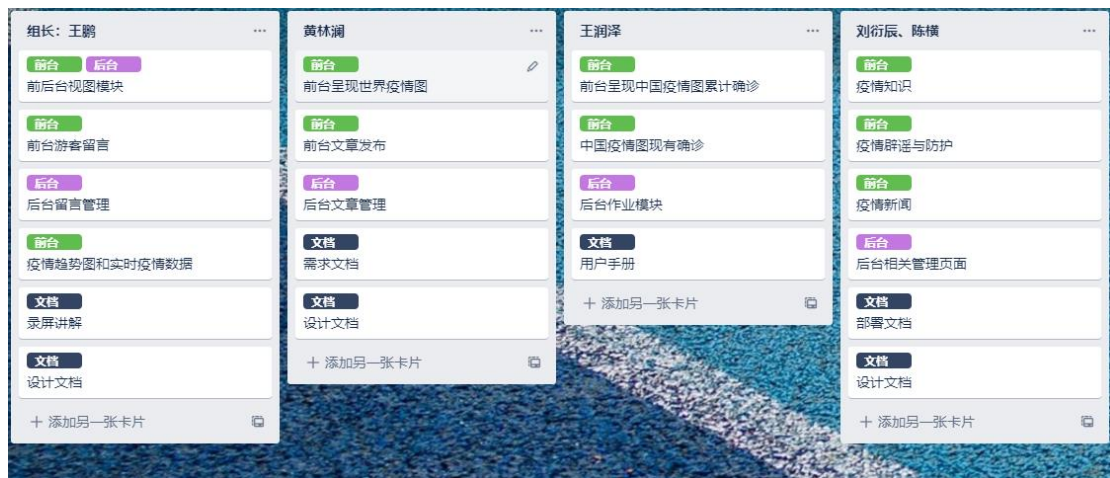 组长：王鹏
前台 后台
前后台视图模块
前台
前台游客留言
后台
后台留言管理
前台
疫情趋势图和实时疫情数据
文档
录屏讲解
文档
设计文档
+ 添加另一张卡片
黄林澜
前台
前台呈现世界疫情图
前台
前台文章发布
后台
后台文章管理
文档
需求文档
文档
设计文档
+ 添加另一张卡片
王润泽
前台
前台呈现中国疫情图累计确诊
前台
中国疫情图现有确诊
后台
后台作业模块
文档
用户手册
+ 添加另一张卡片
刘衍辰、陈横
前台
疫情知识
前台
疫情辟谣与防护
前台
疫情新闻
后台
后台相关管理页面
文档
部署文档
文档
设计文档
+ 添加另一张卡片